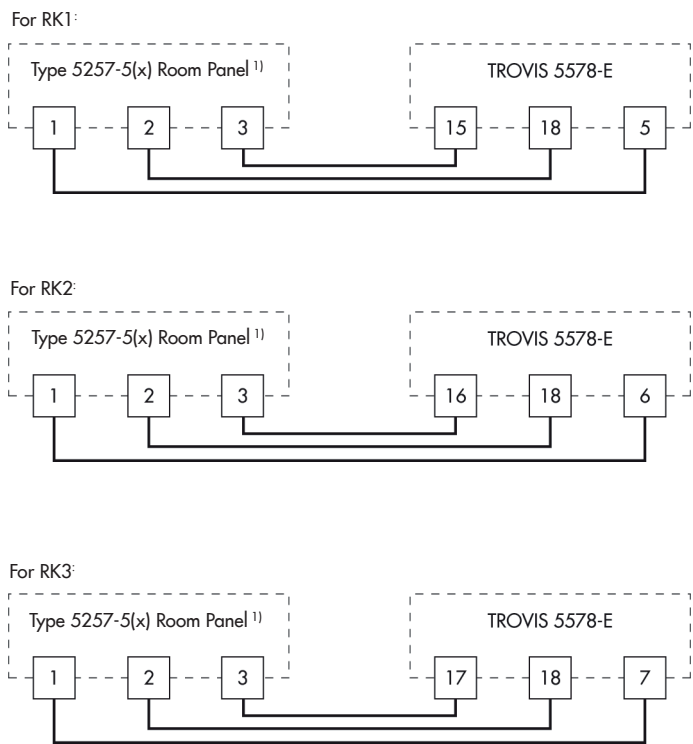 For RK1:
Type 5257-5(x) Room Panel 1) TROVIS 5578-E
1 2 3 15 18 5
For RK2:
Type 5257-5(x) Room Panel 1) TROVIS 5578-E
1 2 3 16 18 6
For RK3:
Type 5257-5(x) Room Panel 1) TROVIS 5578-E
1 2 3 17 18 7